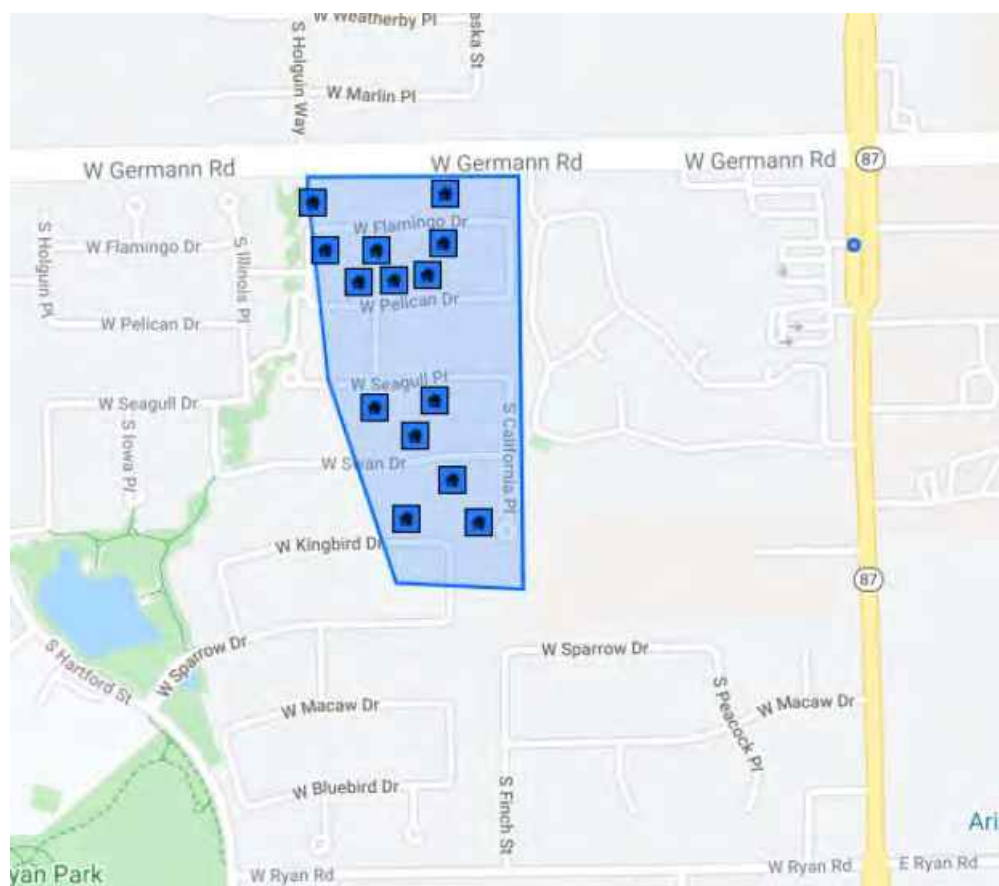 W Weatherby Pl
aska St
S Holguin Way
W Marlin Pl
W Germann Rd
W Germann Rd
W Germann Rd
87
W Flamingo Dr
W Flamingo Dr
S Holguin Pl
S Illinois Pl
W Pelican Dr
W Pelican Dr
W Seagull Pl
W Seagull Dr
S California Pl
S Iowa Pl
W Swan Dr
W Kingbird Dr
87
W Sparrow Dr
W Sparrow Dr
S Hartford St
S Peacock Pl
W Macaw Dr
W Macaw Dr
W Bluebird Dr
S Finch St
Ari
yan Park
W Ryan Rd
W Ryan Rd
E Ryan Rd